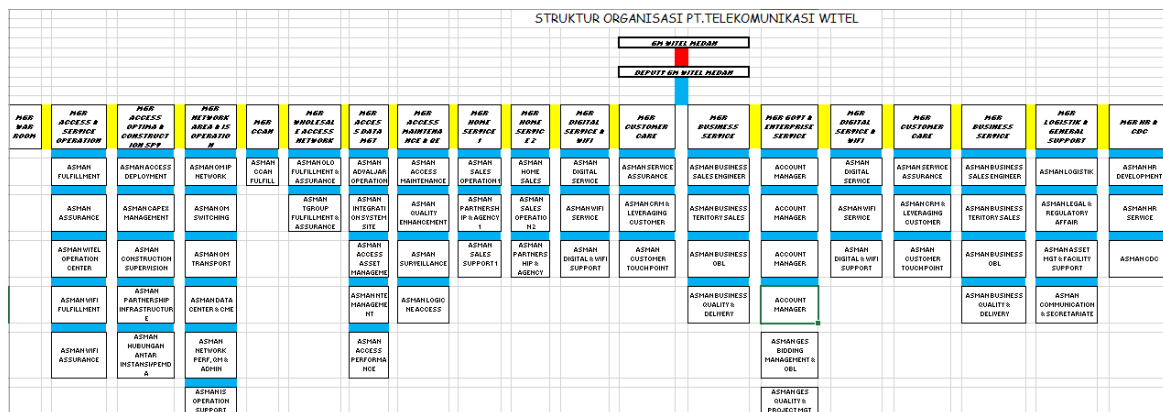 STRUKTUR ORGANISASI PT.TELEKOMUNIKASI WITEL
GM WITEL MEDAN
DEPUTY GM WITEL MEDAN
MGR
WAR
ROOM
MGR
ACCESS &
SERVICE
OPERATION
MGR
ACCESS
OPTIMA &
CONSTRUCT
ION SP4
MGR
NETWORK
AREA & IS
OPERATIO
N
MGR
CCAN
MGR
WHOLESAL
E ACCESS
NETWORK
MGR
ACCES
S DATA
MGT
MGR
ACCESS
MAINTENA
NCE & QE
MGR
HOME
SERVICE
1
MGR
HOME
SERVIC
E 2
MGR
DIGITAL
SERVICE &
WIFI
MGR
CUSTOMER
CARE
MGR
BUSINESS
SERVICE
MGR GOVT &
ENTERPRISE
SERVICE
MGR
DIGITAL
SERVICE &
WIFI
MGR
CUSTOMER
CARE
MGR
BUSINESS
SERVICE
MGR
LOGISTIK &
GENERAL
SUPPORT
MGR HR &
CDC
ASMAN
FULFILLMENT
ASMAN ACCESS
DEPLOYMENT
ASMAN OM IP
NETWORK
ASMAN
CCAN
FULFILL
ASMAN OLO
FULFILLMENT &
ASSURANCE
ASMAN
ADVALJAR
OPERATION
ASMAN
ACCESS
MAINTENANCE
ASMAN
SALES
OPERATION 1
ASMAN
HOME
SALES
ASMAN
DIGITAL
SERVICE
ASMAN SERVICE
ASSURANCE
ASMAN BUSINESS
SALES ENGINEER
ACCOUNT
MANAGER
ASMAN
DIGITAL
SERVICE
ASMAN SERVICE
ASSURANCE
ASMAN BUSINESS
SALES ENGINEER
ASMAN LOGISTIK
ASMAN HR
DEVELOPMENT
ASMAN
ASSURANCE
ASMAN CAPEX
MANAGEMENT
ASMAN OM
SWITCHING
ASMAN
TGROUP
FULFILLMENT &
ASSURANCE
ASMAN
INTEGRATI
ON SYSTEM
SITE
ASMAN
QUALITY
ENHANCEMENT
ASMAN
PARTNERSH
IP & AGENCY
1
ASMAN
SALES
OPERATIO
N 2
ASMAN WIFI
SERVICE
ASMAN CRM &
LEVERAGING
CUSTOMER
ASMAN BUSINESS
TERITORY SALES
ACCOUNT
MANAGER
ASMAN WIFI
SERVICE
ASMAN CRM &
LEVERAGING
CUSTOMER
ASMAN BUSINESS
TERITORY SALES
ASMAN LEGAL &
REGULATORY
AFFAIR
ASMAN HR
SERVICE
ASMAN WITEL
OPERATION
CENTER
ASMAN
CONSTRUCTION
SUPERVISION
ASMAN OM
TRANSPORT
ASMAN
ACCESS
ASSET
MANAGEME
ASMAN
SURVEILLANCE
ASMAN
SALES
SUPPORT 1
ASMAN
PARTNERS
HIP &
AGENCY
ASMAN
DIGITAL & WIFI
SUPPORT
ASMAN
CUSTOMER
TOUCH POINT
ASMAN BUSINESS
OBL
ACCOUNT
MANAGER
ASMAN
DIGITAL & WIFI
SUPPORT
ASMAN
CUSTOMER
TOUCH POINT
ASMAN BUSINESS
OBL
ASMAN ASSET
MGT & FACILITY
SUPPORT
ASMAN CDC
ASMAN WIFI
FULFILLMENT
ASMAN
PARTNERSHIP
INFRASTRUCTUR
E
ASMAN DATA
CENTER & CME
ASMAN NTE
MANAGEME
NT
ASMAN LOGIC
NE ACCESS
ASMAN BUSINESS
QUALITY &
DELIVERY
ACCOUNT
MANAGER
ASMAN BUSINESS
QUALITY &
DELIVERY
ASMAN
COMMUNICATION
& SECRETARIATE
ASMAN WIFI
ASSURANCE
ASMAN
HUBUNGAN
ANTAR
INSTANSI/PEMD
A
ASMAN
NETWORK
PERF, QM &
ADMIN
ASMAN
ACCESS
PERFORMA
NCE
ASMAN GES
BIDDING
MANAGEMENT &
OBL
ASMAN IS
OPERATION
SUPPORT
ASMAN GES
QUALITY &
PROJECT MGT